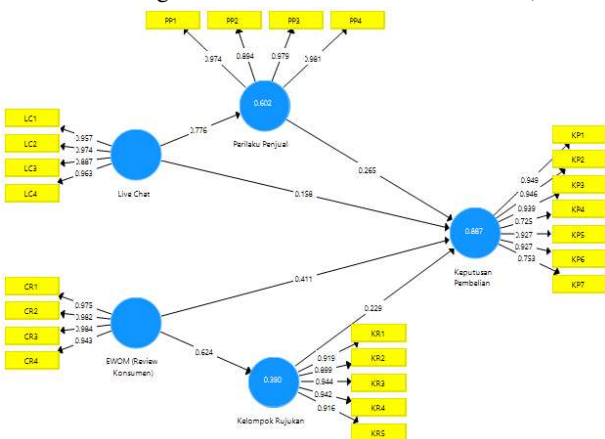 PP1
PP2
PP3
PP4
0.974
0.894
0.979
0.981
0.602
Perilaku Penjual
LC1
LC2
LC3
LC4
0.957
0.974
0.887
0.963
Live Chat
0.776
0.265
0.158
KP1
KP2
KP3
KP4
KP5
KP6
KP7
0.949
0.946
0.939
0.725
0.927
0.927
0.753
0.887
Keputusan
Pembelian
0.411
0.229
CR1
CR2
CR3
CR4
0.975
0.982
0.984
0.943
EWOM (Review
Konsumen)
0.624
0.390
Kelompok Rujukan
KR1
KR2
KR3
KR4
KR5
0.919
0.899
0.944
0.942
0.916